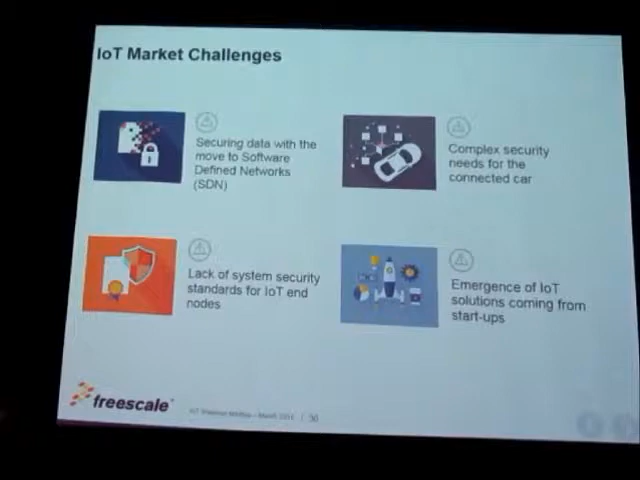 IoT Market Challenges
Securing data with the
move to Software
Defined Networks
(SDN)
Complex security
needs for the
connected car
Lack of system security
standards for IoT end
nodes
Emergence of IoT
solutions coming from
start-ups
freescale